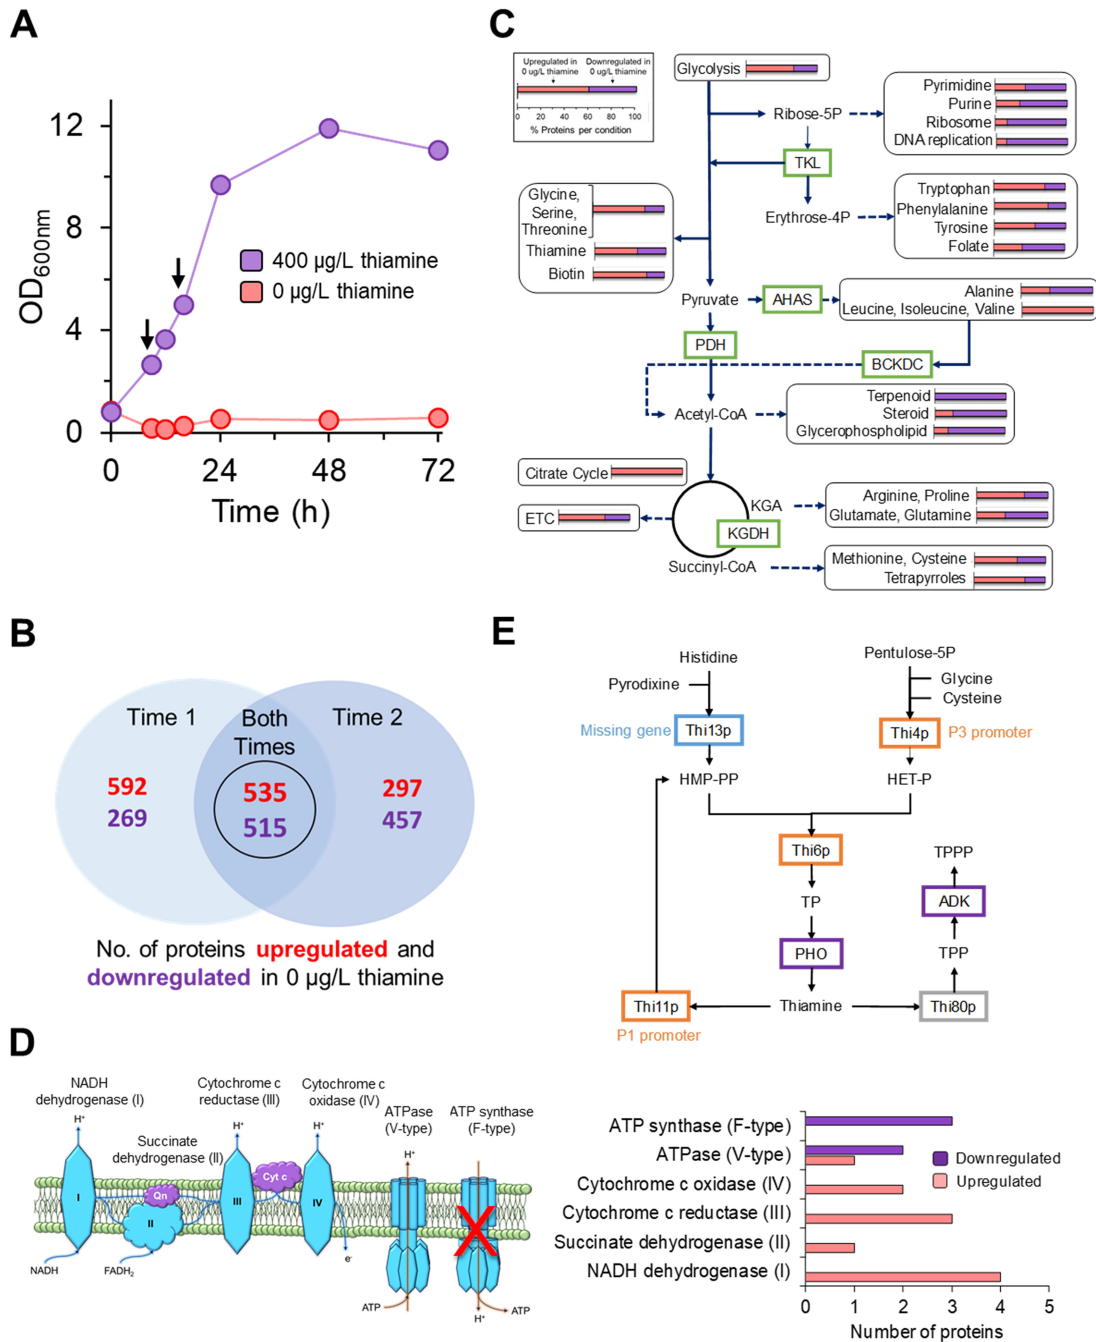 A
12
8
4
0
OD600nm
400 µg/L thiamine
0 µg/L thiamine
0
24
48
72
Time (h)
B
Time 1
Both
Times
Time 2
592
269
535
515
297
457
No. of proteins upregulated and
downregulated in 0 µg/L thiamine
C
Upregulated in
0 ug/L thiamine
Downregulated in
0 ug/L thiamine
0 20 40 60 80 100
% Proteins per condition
Glycolysis
Ribose-5P
Pyrimidine
Purine
Ribosome
DNA replication
TKL
Erythrose-4P
Tryptophan
Phenylalanine
Tyrosine
Folate
Glycine,
Serine,
Threonine
Thiamine
Biotin
Pyruvate
AHAS
Alanine
Leucine, Isoleucine, Valine
PDH
BCKDC
Acetyl-CoA
Terpenoid
Steroid
Glycerophospholipid
Citrate Cycle
ETC
KGA
KGDH
Succinyl-CoA
Arginine, Proline
Glutamate, Glutamine
Methionine, Cysteine
Tetrapyrroles
E
Histidine
Pyrodixine
Missing gene
Thi13p
HMP-PP
Pentulose-5P
Glycine
Cysteine
Thi4p
P3 promoter
HET-P
Thi6p
TP
PHO
Thiamine
Thi11p
P1 promoter
TPPP
ADK
TPP
Thi80p
D
NADH
dehydrogenase (I)
Succinate
dehydrogenase (II)
Cytochrome c
reductase (III)
Cytochrome c
oxidase (IV)
ATPase
(V-type)
ATP synthase
(F-type)
H+
H+
H+
H+
I
Qn
II
III
Cyt c
IV
NADH
FADH2
e-
ATP
H+
ATP
X
ATP synthase (F-type)
ATPase (V-type)
Cytochrome c oxidase (IV)
Cytochrome c reductase (III)
Succinate dehydrogenase (II)
NADH dehydrogenase (I)
Downregulated
Upregulated
0 1 2 3 4 5
Number of proteins